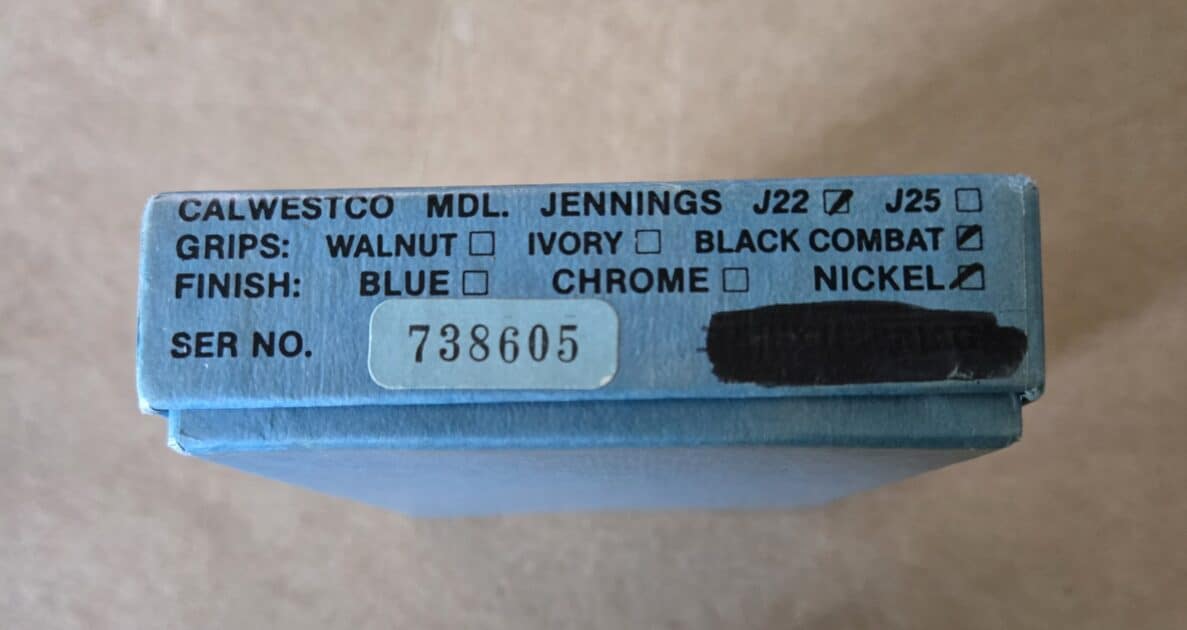 CALWESTCO MDL. JENNINGS J22 ☑ J25 ☐
GRIPS: WALNUT ☐ IVORY ☐ BLACK COMBAT ☑
FINISH: BLUE ☐ CHROME ☐ NICKEL ☑
SER NO. 738605